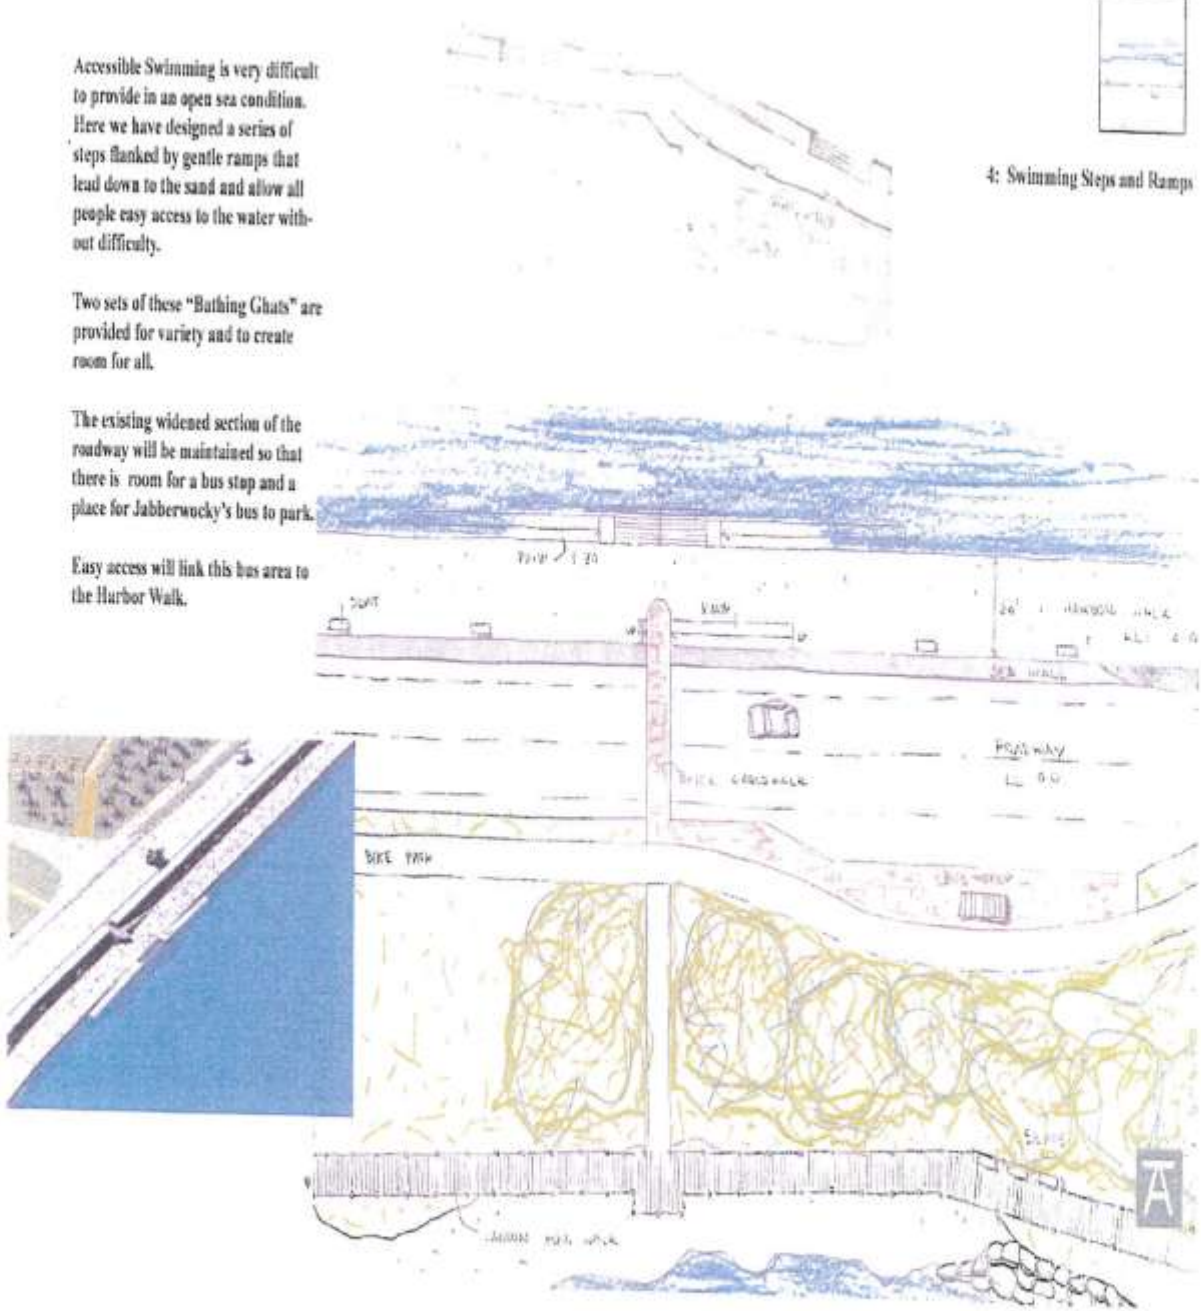 Accessible Swimming is very difficult
to provide in an open sea condition.
Here we have designed a series of
steps flanked by gentle ramps that
lead down to the sand and allow all
people easy access to the water with-
out difficulty.
Two sets of these “Bathing Ghats” are
provided for variety and to create
room for all.
The existing widened section of the
roadway will be maintained so that
there is room for a bus stop and a
place for Jabberwocky's bus to park.
Easy access will link this bus area to
the Harbor Walk.
4: Swimming Steps and Ramps
SEAT
SEA WALL
ROADWAY
BRICK CROSSWALK
BIKE PATH